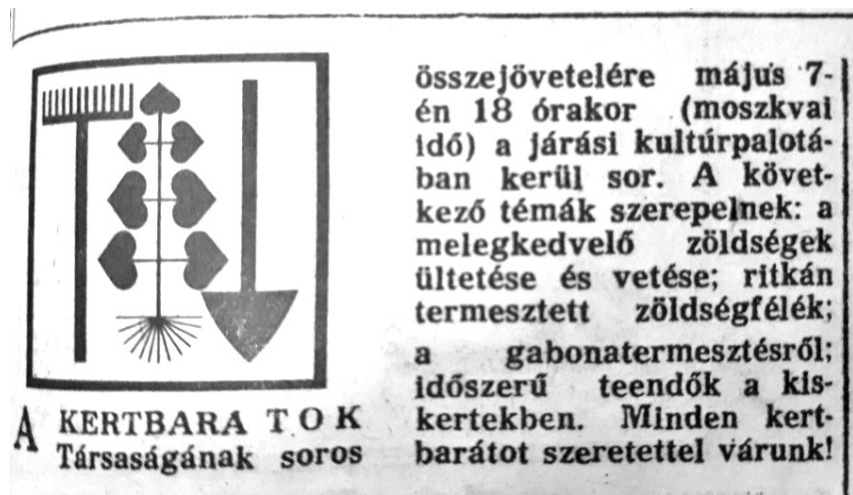 A KERTBARA T O K
Társaságának soros
összejövetelére május 7-
én 18 órakor (moszkvai
idő) a járási kultúrpalotá-
ban kerül sor. A követ-
kező témák szerepelnek: a
melegkedvelő zöldségek
ültetése és vetése; ritkán
termesztett zöldségfélék;
a gabonatermesztésről;
időszerű teendők a kis-
kertekben. Minden kert-
barátot szeretettel várunk!